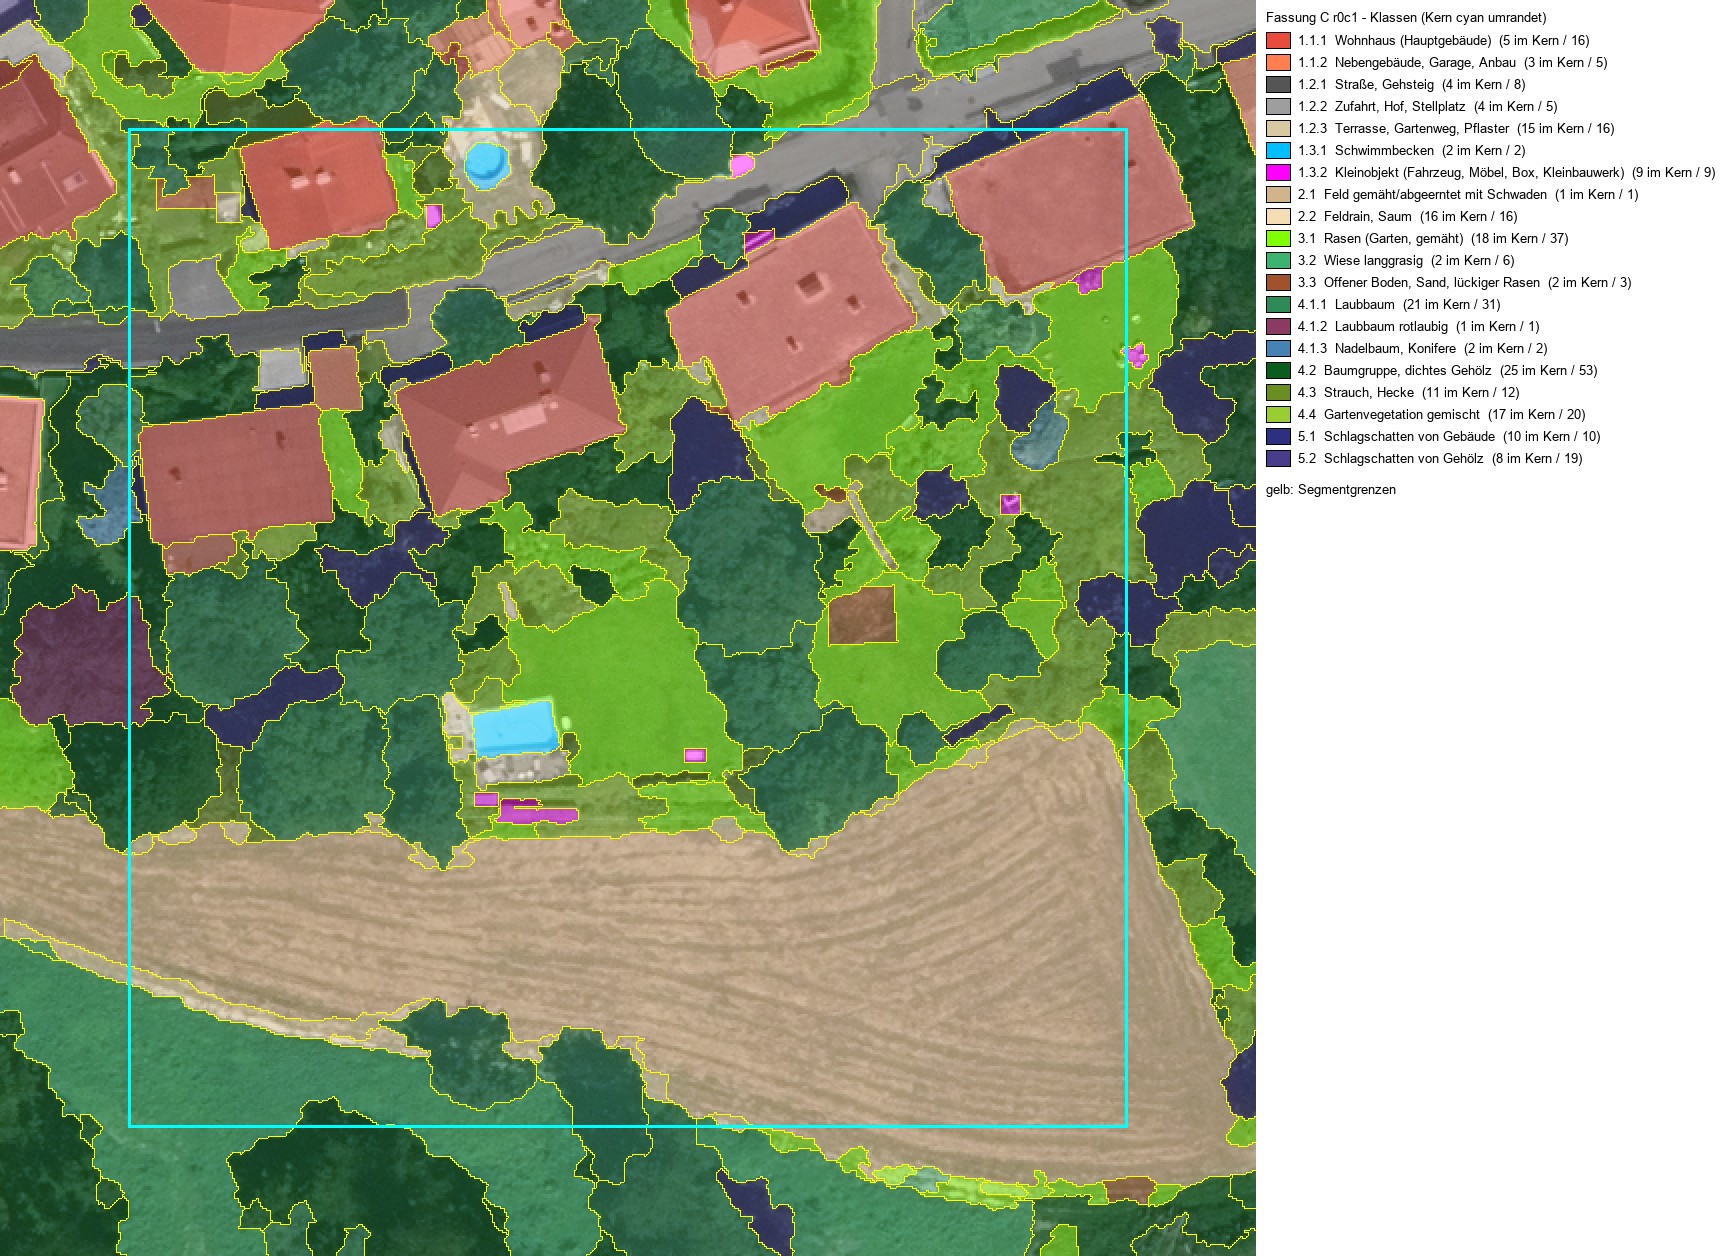 Fassung C r0c1 - Klassen (Kern cyan umrandet)
1.1.1 Wohnhaus (Hauptgebäude) (5 im Kern / 16)
1.1.2 Nebengebäude, Garage, Anbau (3 im Kern / 5)
1.2.1 Straße, Gehsteig (4 im Kern / 8)
1.2.2 Zufahrt, Hof, Stellplatz (4 im Kern / 5)
1.2.3 Terrasse, Gartenweg, Pflaster (15 im Kern / 16)
1.3.1 Schwimmbecken (2 im Kern / 2)
1.3.2 Kleinobjekt (Fahrzeug, Möbel, Box, Kleinbauwerk) (9 im Kern / 9)
2.1 Feld gemäht/abgeerntet mit Schwaden (1 im Kern / 1)
2.2 Feldrain, Saum (16 im Kern / 16)
3.1 Rasen (Garten, gemäht) (18 im Kern / 37)
3.2 Wiese langgrasig (2 im Kern / 6)
3.3 Offener Boden, Sand, lückiger Rasen (2 im Kern / 3)
4.1.1 Laubbaum (21 im Kern / 31)
4.1.2 Laubbaum rotlaubig (1 im Kern / 1)
4.1.3 Nadelbaum, Konifere (2 im Kern / 2)
4.2 Baumgruppe, dichtes Gehölz (25 im Kern / 53)
4.3 Strauch, Hecke (11 im Kern / 12)
4.4 Gartenvegetation gemischt (17 im Kern / 20)
5.1 Schlagschatten von Gebäude (10 im Kern / 10)
5.2 Schlagschatten von Gehölz (8 im Kern / 19)
gelb: Segmentgrenzen